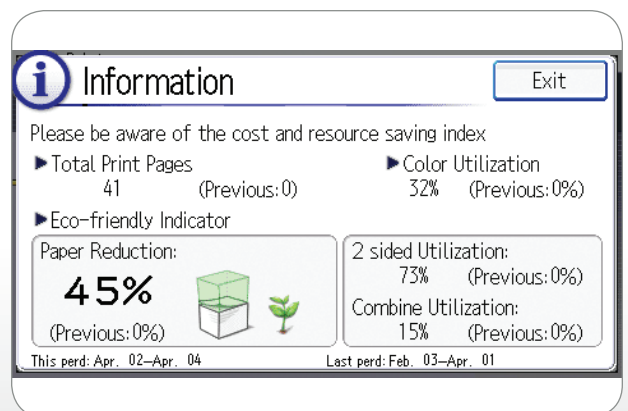 i Information
Exit
Please be aware of the cost and resource saving index
▶Total Print Pages
41 (Previous:0)
▶Color Utilization
32% (Previous:0%)
▶Eco-friendly Indicator
Paper Reduction:
45%
(Previous:0%)
2 sided Utilization:
73% (Previous:0%)
Combine Utilization:
15% (Previous:0%)
This perd: Apr. 02–Apr. 04
Last perd: Feb. 03–Apr. 01